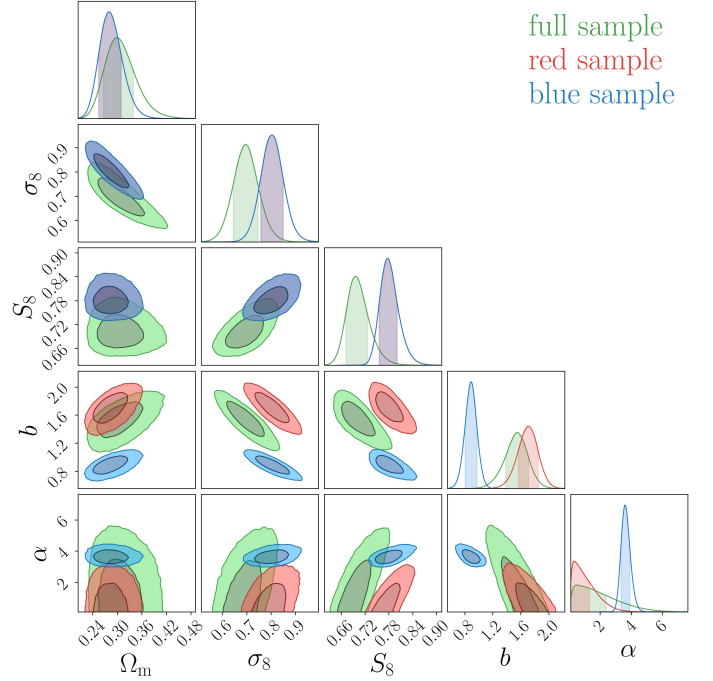 full sample
red sample
blue sample
σ₈
0.9
0.8
0.7
0.6
S₈
0.90
0.84
0.78
0.72
0.66
b
2.0
1.6
1.2
0.8
α
6
4
2
0.24 0.30 0.36 0.42 0.48
0.6 0.7 0.8 0.9
0.66 0.72 0.78 0.84 0.90
0.8 1.2 1.6 2.0
2 4 6
Ωₘ
σ₈
S₈
b
α